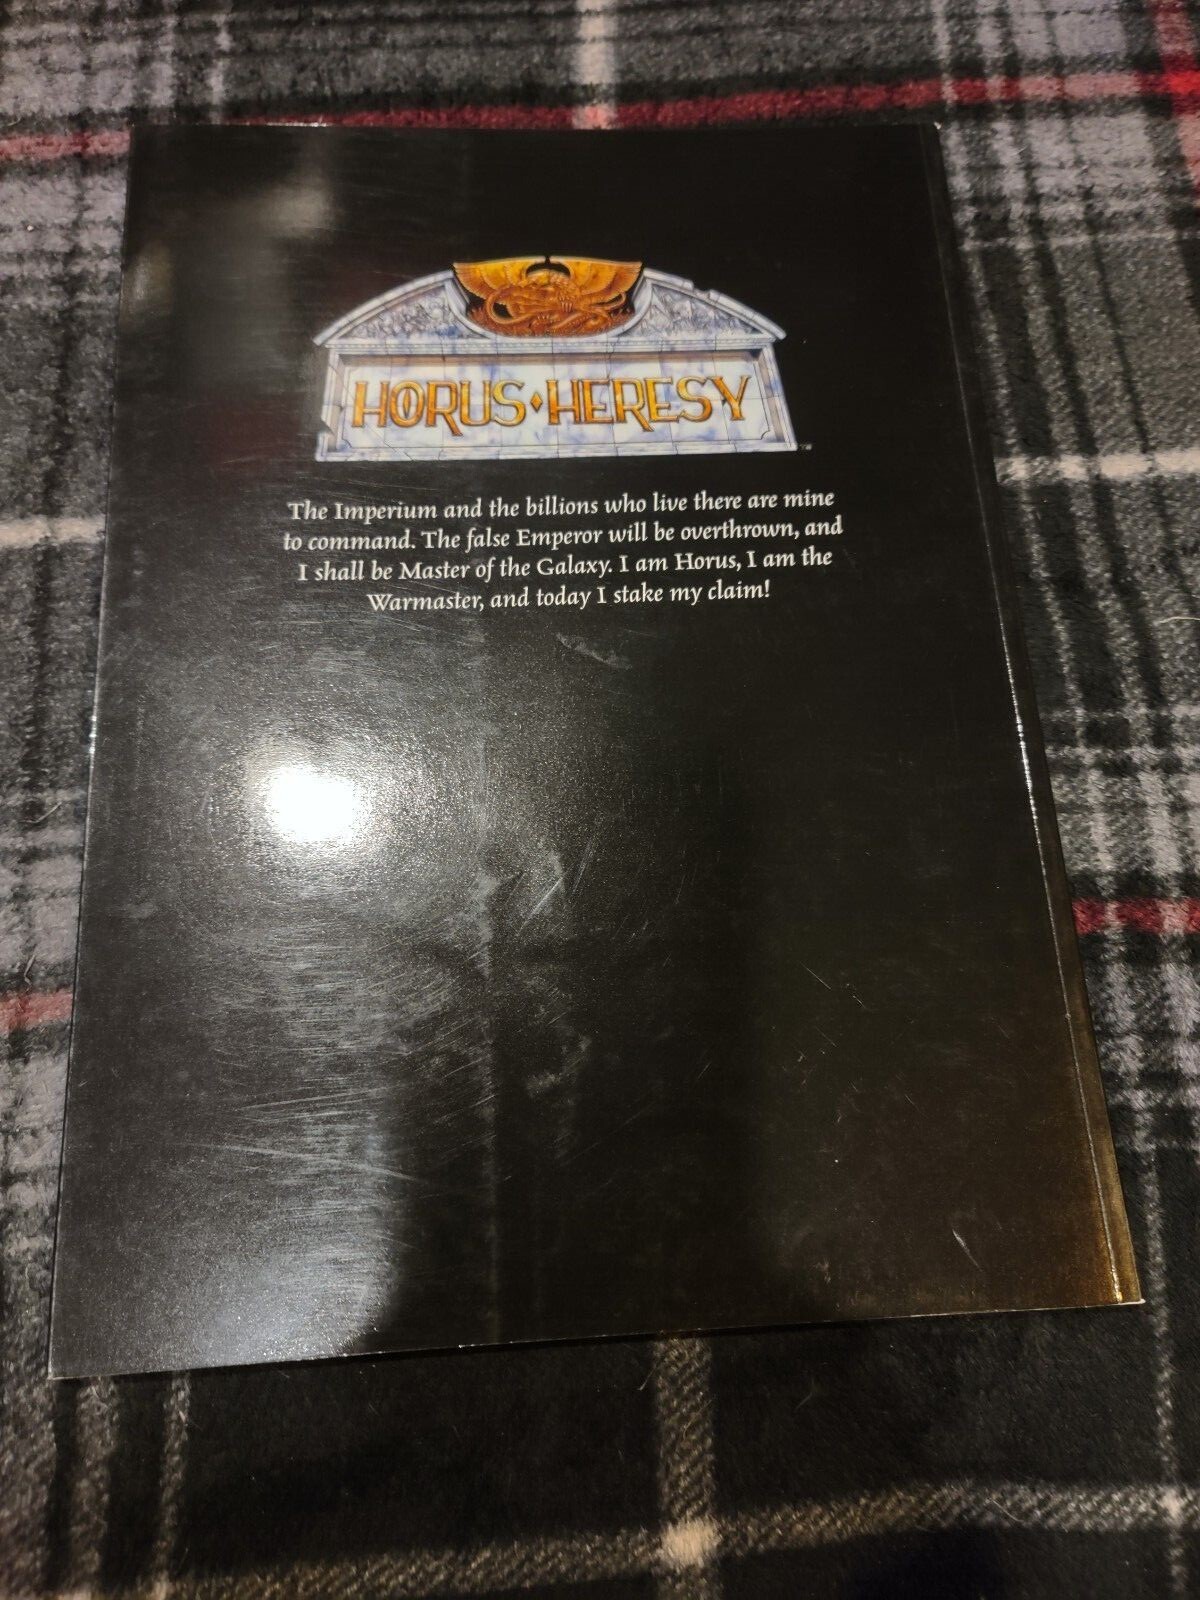 HORUS⬧HERESY
The Imperium and the billions who live there are mine
to command. The false Emperor will be overthrown, and
I shall be Master of the Galaxy. I am Horus, I am the
Warmaster, and today I stake my claim!